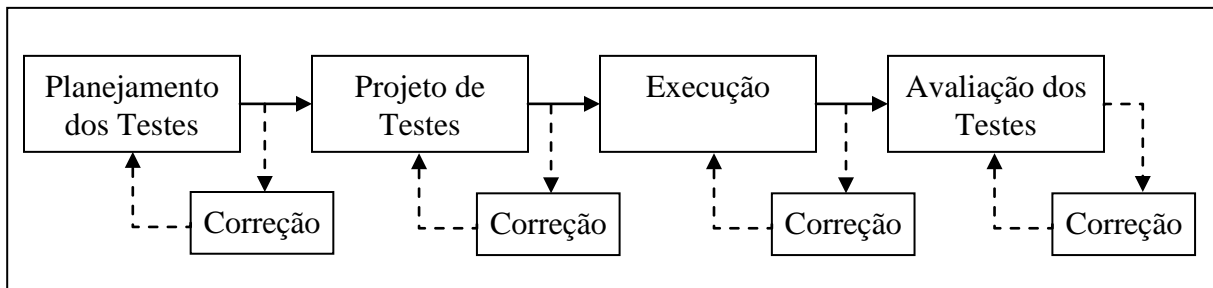 Planejamento
dos Testes
Projeto de
Testes
Execução
Avaliação dos
Testes
Correção
Correção
Correção
Correção